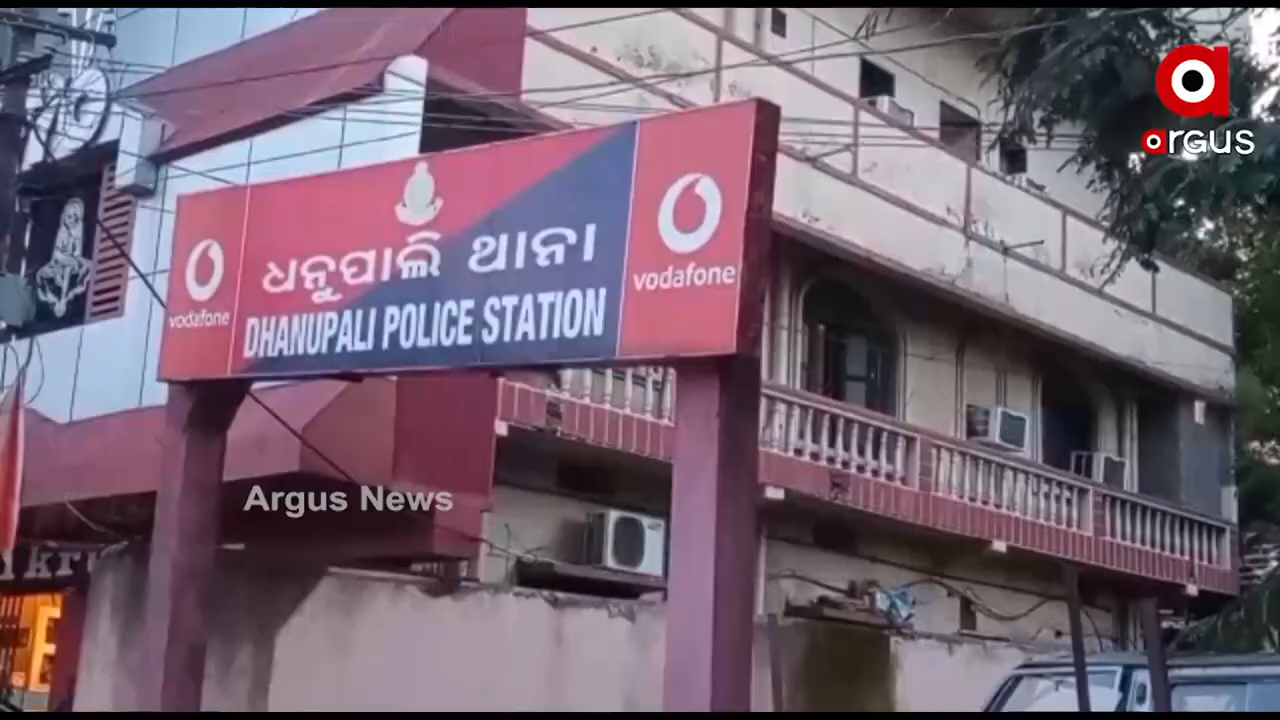 argus
ଧନୁପାଲି ଥାନା
DHANUPALI POLICE STATION
vodafone
vodafone
Argus News